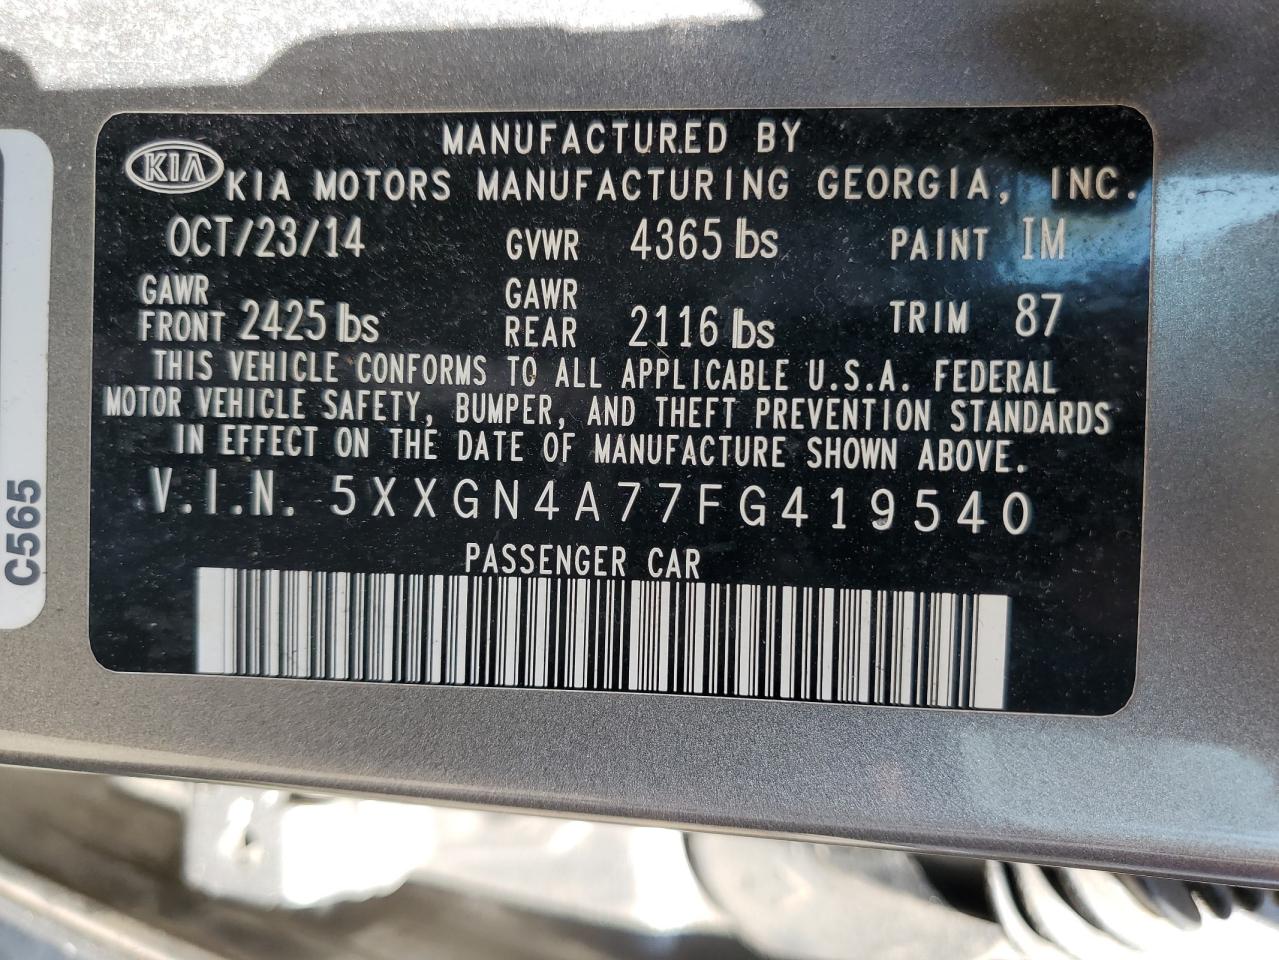 MANUFACTURED BY
KIA
KIA MOTORS MANUFACTURING GEORGIA, INC.
OCT/23/14 GVWR 4365 lbs PAINT IM
GAWR FRONT 2425 lbs GAWR REAR 2116 lbs TRIM 87
THIS VEHICLE CONFORMS TO ALL APPLICABLE U.S.A. FEDERAL
MOTOR VEHICLE SAFETY, BUMPER, AND THEFT PREVENTION STANDARDS
IN EFFECT ON THE DATE OF MANUFACTURE SHOWN ABOVE.
V.I.N. 5XXGN4A77FG419540
PASSENGER CAR
C565